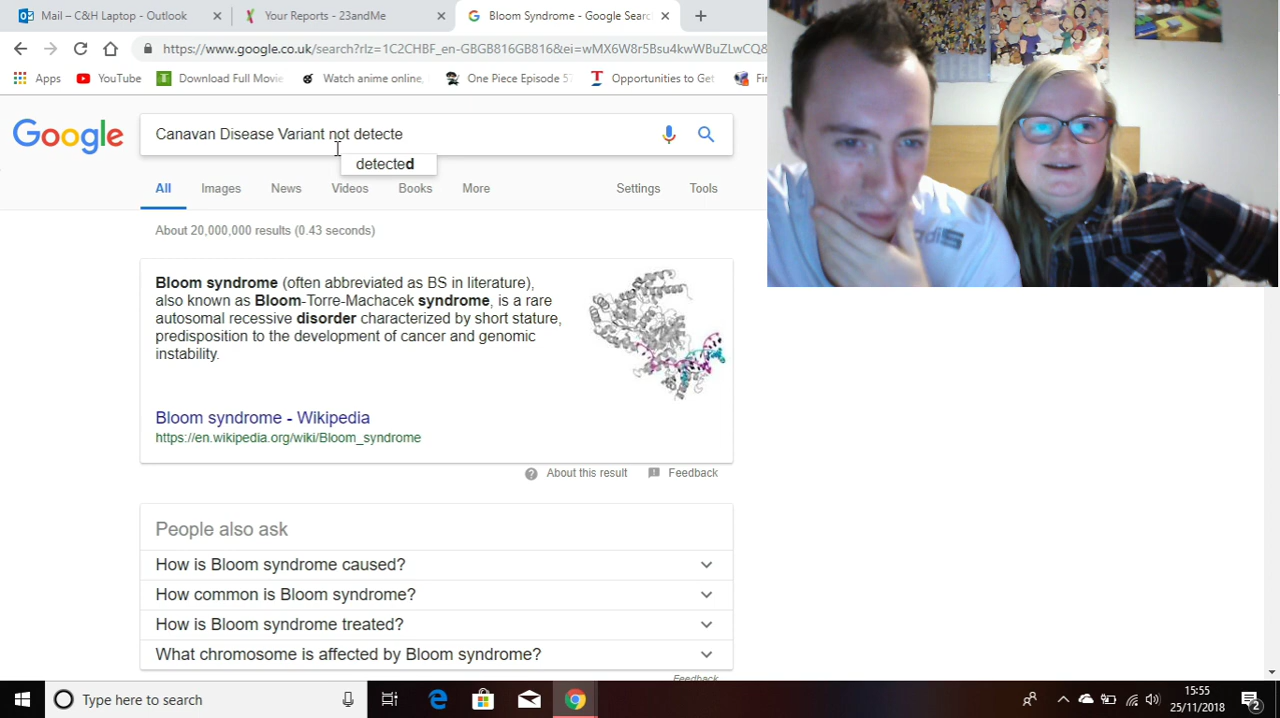 Mail – C&H Laptop - Outlook
Your Reports - 23andMe
Bloom Syndrome - Google Searc
https://www.google.co.uk/search?rlz=1C2CHBF_en-GBGB816GB816&ei=wMX6W8r5Bsu4kwWBuZLwCQ&
Apps
YouTube
Download Full Movie
Watch anime online,
One Piece Episode 57
Opportunities to Get
Fir
Google
Canavan Disease Variant not detecte
detected
All
Images
News
Videos
Books
More
Settings
Tools
About 20,000,000 results (0.43 seconds)
Bloom syndrome (often abbreviated as BS in literature),
also known as Bloom-Torre-Machacek syndrome, is a rare
autosomal recessive disorder characterized by short stature,
predisposition to the development of cancer and genomic
instability.
Bloom syndrome - Wikipedia
https://en.wikipedia.org/wiki/Bloom_syndrome
About this result
Feedback
People also ask
How is Bloom syndrome caused?
How common is Bloom syndrome?
How is Bloom syndrome treated?
What chromosome is affected by Bloom syndrome?
Feedback
Type here to search
15:55
25/11/2018
2